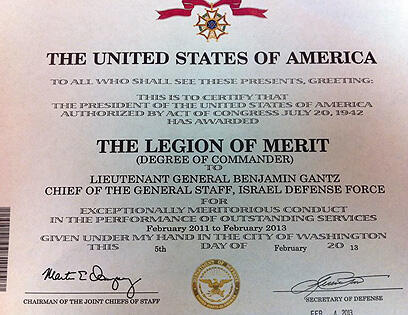 THE UNITED STATES OF AMERICA
TO ALL WHO SHALL SEE THESE PRESENTS, GREETING:
THIS IS TO CERTIFY THAT
THE PRESIDENT OF THE UNITED STATES OF AMERICA
AUTHORIZED BY ACT OF CONGRESS JULY 20, 1942
HAS AWARDED
THE LEGION OF MERIT
(DEGREE OF COMMANDER)
TO
LIEUTENANT GENERAL BENJAMIN GANTZ
CHIEF OF THE GENERAL STAFF, ISRAEL DEFENSE FORCE
FOR
EXCEPTIONALLY MERITORIOUS CONDUCT
IN THE PERFORMANCE OF OUTSTANDING SERVICES
February 2011 to February 2013
GIVEN UNDER MY HAND IN THE CITY OF WASHINGTON
THIS 5th DAY OF February 20 13
CHAIRMAN OF THE JOINT CHIEFS OF STAFF
SECRETARY OF DEFENSE
FEB 4 2013